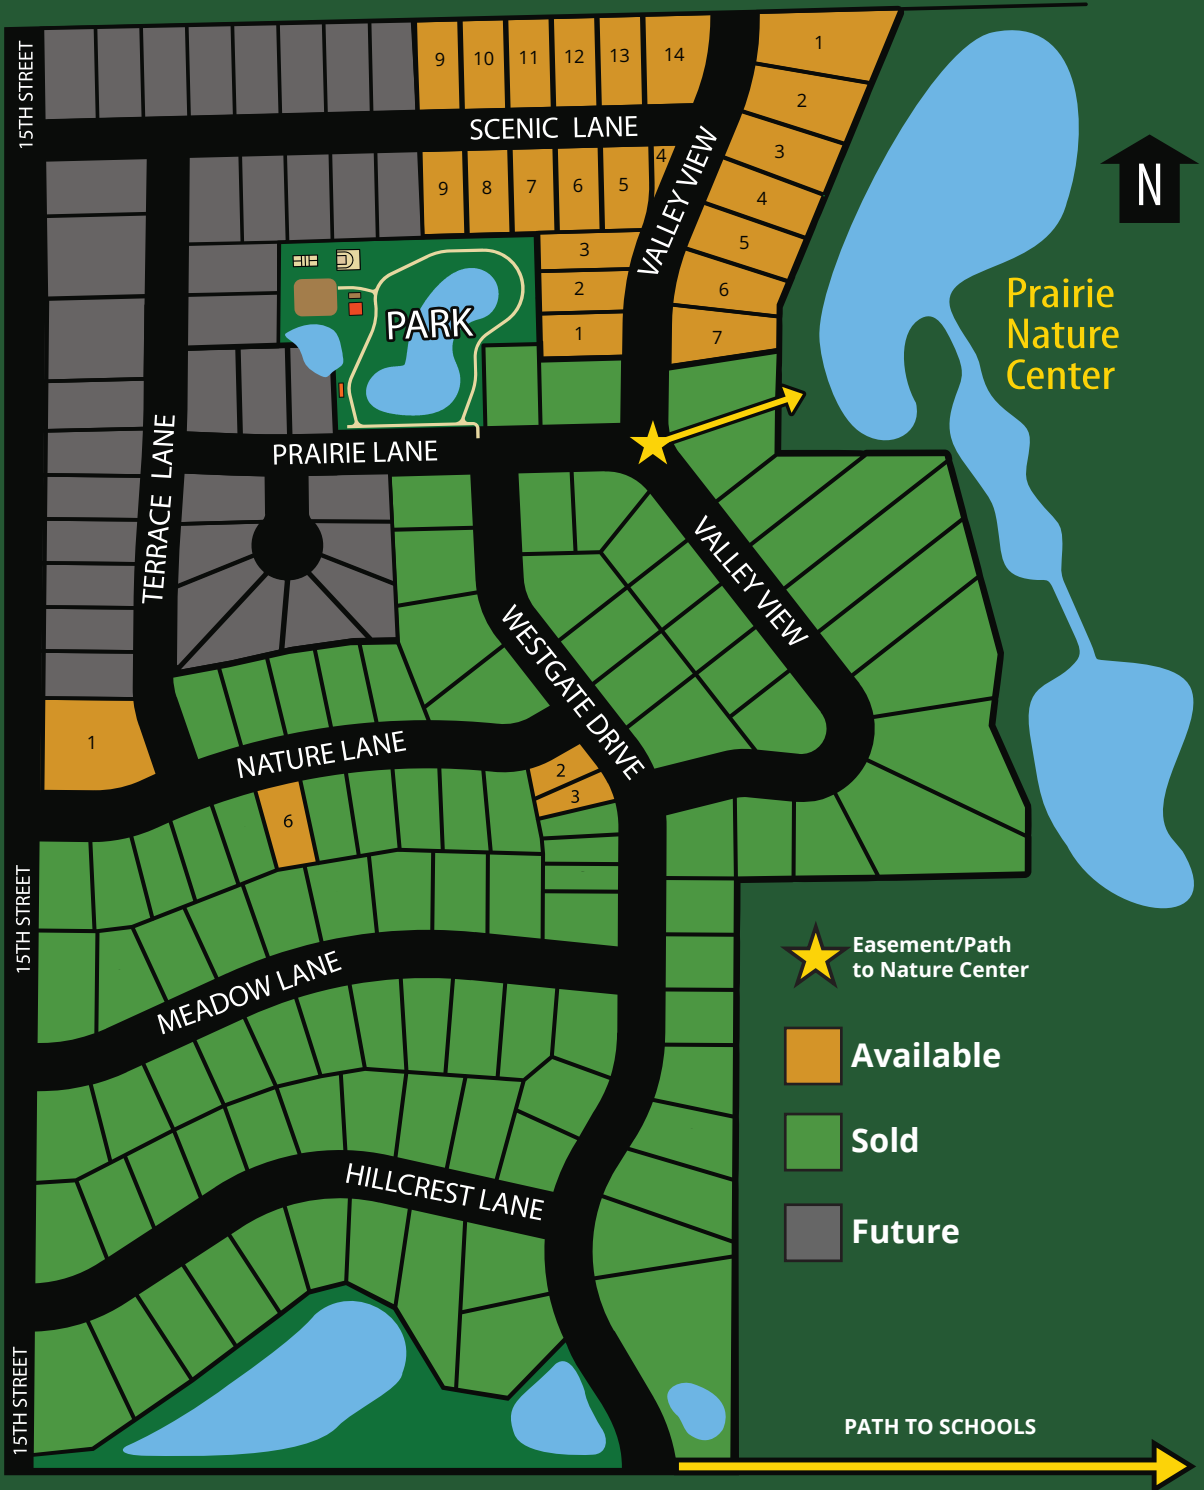 15TH STREET
9
10
11
12
13
14
1
2
3
4
5
6
7
SCENIC LANE
VALLEY VIEW
9
8
7
6
5
4
3
2
1
N
PARK
Prairie
Nature
Center
PRAIRIE LANE
TERRACE LANE
VALLEY VIEW
WESTGATE DRIVE
1
NATURE LANE
2
3
6
15TH STREET
MEADOW LANE
Easement/Path
to Nature Center
Available
Sold
Future
HILLCREST LANE
15TH STREET
PATH TO SCHOOLS